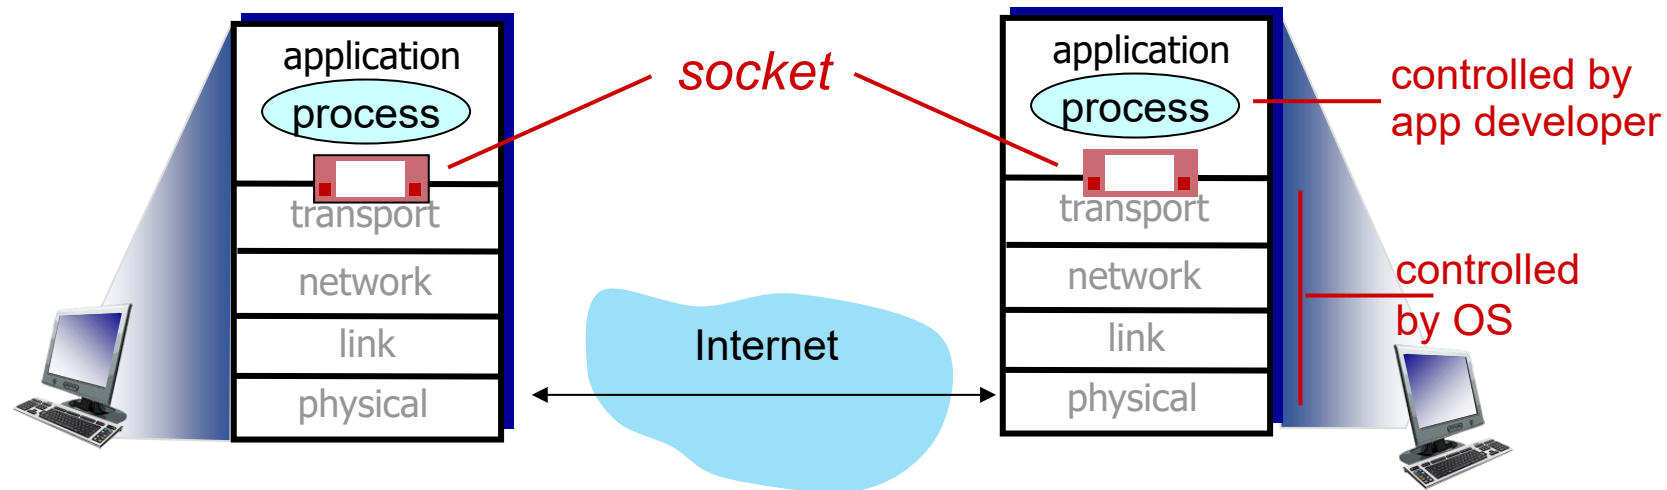 application
process
transport
network
link
physical
socket
Internet
application
process
transport
network
link
physical
controlled by
app developer
controlled
by OS